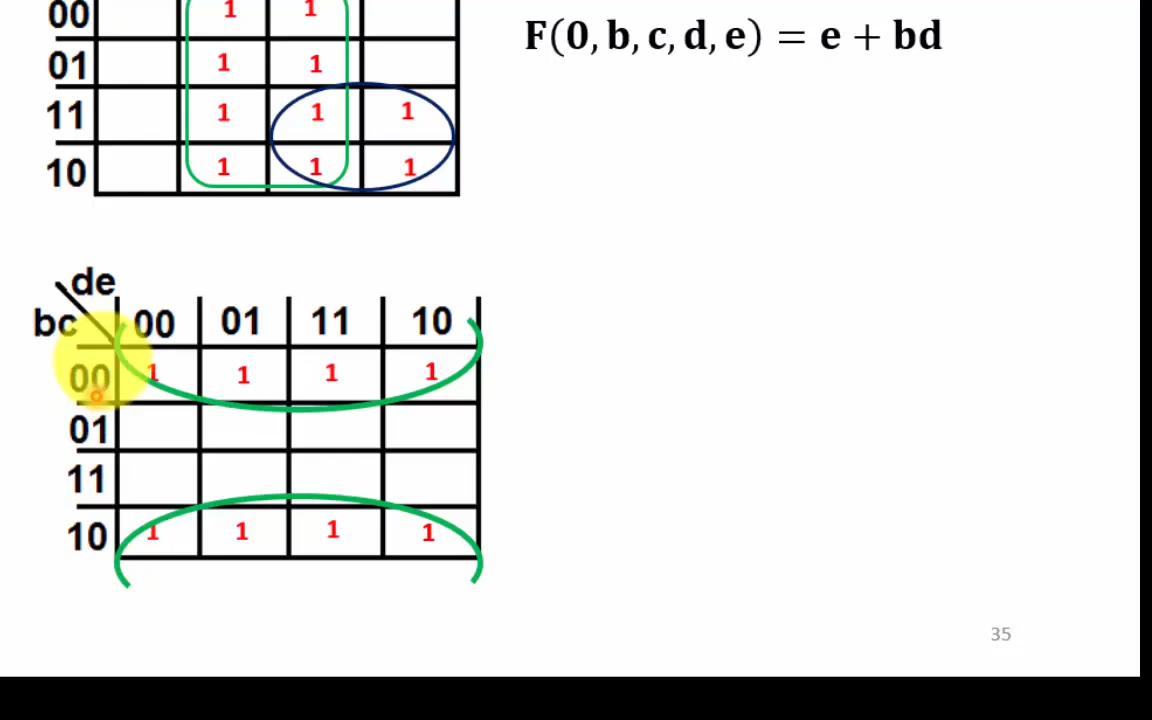 00 1 1
F(0, b, c, d, e) = e + bd
01 1 1
11 1 1 1
10 1 1 1
de
bc 00 01 11 10
00 1 1 1 1
01
11
10 1 1 1 1
35